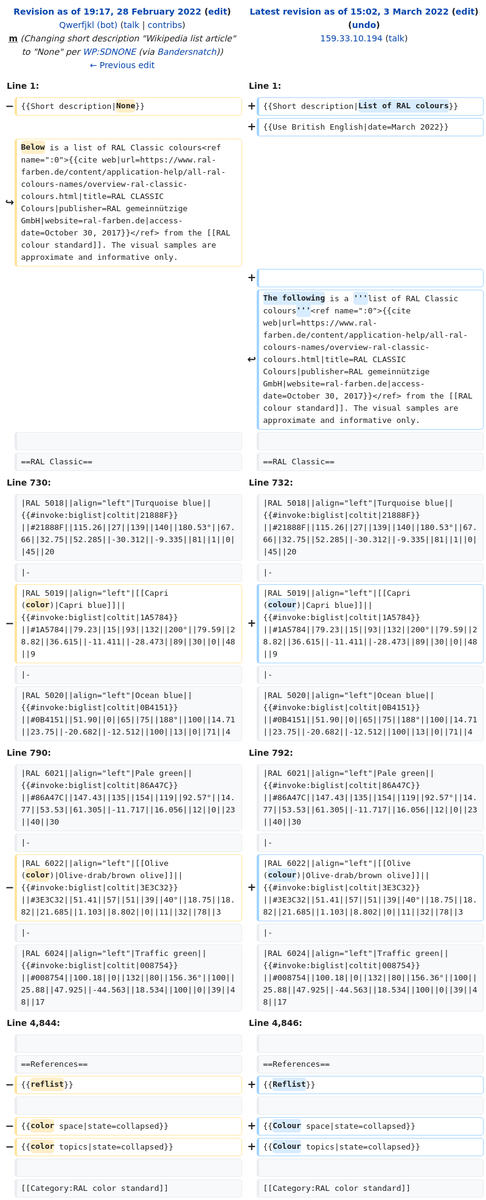 Revision as of 19:17, 28 February 2022 (edit)
Qwerfjkl (bot) (talk | contribs)
m (Changing short description "Wikipedia list article"
to "None" per WP:SDNONE (via Bandersnatch))
← Previous edit
Latest revision as of 15:02, 3 March 2022 (edit)
(undo)
159.33.10.194 (talk)
Line 1:
Line 1:
− {{Short description|None}}
+ {{Short description|List of RAL colours}}
+ {{Use British English|date=March 2022}}
Below is a list of RAL Classic colours<ref
name=":0">{{cite web|url=https://www.ral-
farben.de/content/application-help/all-ral-
colours-names/overview-ral-classic-
colours.html|title=RAL CLASSIC
Colours|publisher=RAL gemeinnützige
GmbH|website=ral-farben.de|access-
date=October 30, 2017}}</ref> from the [[RAL
colour standard]]. The visual samples are
approximate and informative only.
+
The following is a '''list of RAL Classic
colours'''<ref name=":0">{{cite
web|url=https://www.ral-
farben.de/content/application-help/all-ral-
colours-names/overview-ral-classic-
colours.html|title=RAL CLASSIC
Colours|publisher=RAL gemeinnützige
GmbH|website=ral-farben.de|access-
date=October 30, 2017}}</ref> from the [[RAL
colour standard]]. The visual samples are
approximate and informative only.
==RAL Classic==
==RAL Classic==
Line 730:
Line 732:
|RAL 5018||align="left"|Turquoise blue||
{{#invoke:biglist|coltit|21888F}}
||#21888F||115.26||27||139||140||180.53°||67.
66||32.75||52.285||-30.312||-9.335||81||1||0|
|45||20
|RAL 5018||align="left"|Turquoise blue||
{{#invoke:biglist|coltit|21888F}}
||#21888F||115.26||27||139||140||180.53°||67.
66||32.75||52.285||-30.312||-9.335||81||1||0|
|45||20
|-
|-
− |RAL 5019||align="left"|[[Capri
(color)|Capri blue]]||
{{#invoke:biglist|coltit|1A5784}}
||#1A5784||79.23||15||93||132||200°||79.59||2
8.82||36.615||-11.411||-28.473||89||30||0||48
||9
+ |RAL 5019||align="left"|[[Capri
(colour)|Capri blue]]||
{{#invoke:biglist|coltit|1A5784}}
||#1A5784||79.23||15||93||132||200°||79.59||2
8.82||36.615||-11.411||-28.473||89||30||0||48
||9
|-
|-
|RAL 5020||align="left"|Ocean blue||
{{#invoke:biglist|coltit|0B4151}}
||#0B4151||51.90||0||65||75||188°||100||14.71
||23.75||-20.682||-12.512||100||13||0||71||4
|RAL 5020||align="left"|Ocean blue||
{{#invoke:biglist|coltit|0B4151}}
||#0B4151||51.90||0||65||75||188°||100||14.71
||23.75||-20.682||-12.512||100||13||0||71||4
Line 790:
Line 792:
|RAL 6021||align="left"|Pale green||
{{#invoke:biglist|coltit|86A47C}}
||#86A47C||147.43||135||154||119||92.57°||14.
77||53.53||61.305||-11.717||16.056||12||0||23
||40||30
|RAL 6021||align="left"|Pale green||
{{#invoke:biglist|coltit|86A47C}}
||#86A47C||147.43||135||154||119||92.57°||14.
77||53.53||61.305||-11.717||16.056||12||0||23
||40||30
|-
|-
− |RAL 6022||align="left"|[[Olive
(color)|Olive-drab/brown olive]]||
{{#invoke:biglist|coltit|3E3C32}}
||#3E3C32||51.41||57||51||39||40°||18.75||18.
82||21.685||1.103||8.802||0||11||32||78||3
+ |RAL 6022||align="left"|[[Olive
(colour)|Olive-drab/brown olive]]||
{{#invoke:biglist|coltit|3E3C32}}
||#3E3C32||51.41||57||51||39||40°||18.75||18.
82||21.685||1.103||8.802||0||11||32||78||3
|-
|-
|RAL 6024||align="left"|Traffic green||
{{#invoke:biglist|coltit|008754}}
||#008754||100.18||0||132||80||156.36°||100||
25.88||47.925||-44.563||18.534||100||0||39||4
8||17
|RAL 6024||align="left"|Traffic green||
{{#invoke:biglist|coltit|008754}}
||#008754||100.18||0||132||80||156.36°||100||
25.88||47.925||-44.563||18.534||100||0||39||4
8||17
Line 4,844:
Line 4,846:
==References==
==References==
− {{reflist}}
+ {{Reflist}}
− {{color space|state=collapsed}}
+ {{Colour space|state=collapsed}}
− {{color topics|state=collapsed}}
+ {{Colour topics|state=collapsed}}
[[Category:RAL color standard]]
[[Category:RAL color standard]]